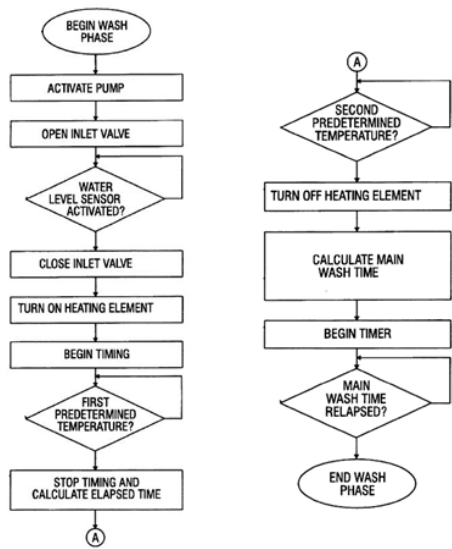 BEGIN WASH
PHASE
ACTIVATE PUMP
OPEN INLET VALVE
WATER
LEVEL SENSOR
ACTIVATED?
CLOSE INLET VALVE
TURN ON HEATING ELEMENT
BEGIN TIMING
FIRST
PREDETERMINED
TEMPERATURE?
STOP TIMING AND
CALCULATE ELAPSED TIME
A
A
SECOND
PREDETERMINED
TEMPERATURE?
TURN OFF HEATING ELEMENT
CALCULATE MAIN
WASH TIME
BEGIN TIMER
MAIN
WASH TIME
RELAPSED?
END WASH
PHASE